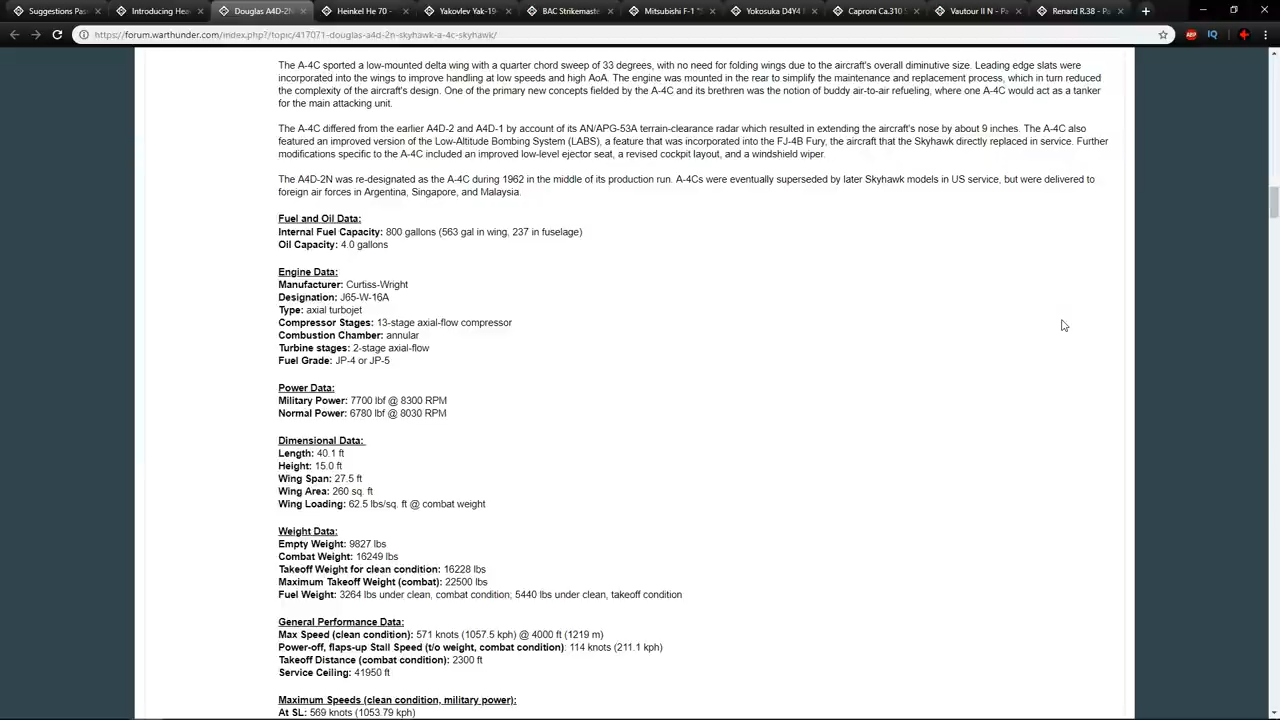 Suggestions Pas
Introducing Hea
Douglas A4D-2N
Heinkel He 70 -
Yakovlev Yak-19
BAC Strikemaste
Mitsubishi F-1
Yokosuka D4Y4
Caproni Ca.310
Vautour II N - Pa
Renard R.38 - Pa
https://forum.warthunder.com/index.php?/topic/417071-douglas-a4d-2n-skyhawk-a-4c-skyhawk/
The A-4C sported a low-mounted delta wing with a quarter chord sweep of 33 degrees, with no need for folding wings due to the aircraft's overall diminutive size. Leading edge slats were
incorporated into the wings to improve handling at low speeds and high AoA. The engine was mounted in the rear to simplify the maintenance and replacement process, which in turn reduced
the complexity of the aircraft's design. One of the primary new concepts fielded by the A-4C and its brethren was the notion of buddy air-to-air refueling, where one A-4C would act as a tanker
for the main attacking unit.
The A-4C differed from the earlier A4D-2 and A4D-1 by account of its AN/APG-53A terrain-clearance radar which resulted in extending the aircraft's nose by about 9 inches. The A-4C also
featured an improved version of the Low-Altitude Bombing System (LABS), a feature that was incorporated into the FJ-4B Fury, the aircraft that the Skyhawk directly replaced in service. Further
modifications specific to the A-4C included an improved low-level ejector seat, a revised cockpit layout, and a windshield wiper.
The A4D-2N was re-designated as the A-4C during 1962 in the middle of its production run. A-4Cs were eventually superseded by later Skyhawk models in US service, but were delivered to
foreign air forces in Argentina, Singapore, and Malaysia.
Fuel and Oil Data:
Internal Fuel Capacity: 800 gallons (563 gal in wing, 237 in fuselage)
Oil Capacity: 4.0 gallons
Engine Data:
Manufacturer: Curtiss-Wright
Designation: J65-W-16A
Type: axial turbojet
Compressor Stages: 13-stage axial-flow compressor
Combustion Chamber: annular
Turbine stages: 2-stage axial-flow
Fuel Grade: JP-4 or JP-5
Power Data:
Military Power: 7700 lbf @ 8300 RPM
Normal Power: 6780 lbf @ 8030 RPM
Dimensional Data:
Length: 40.1 ft
Height: 15.0 ft
Wing Span: 27.5 ft
Wing Area: 260 sq. ft
Wing Loading: 62.5 lbs/sq. ft @ combat weight
Weight Data:
Empty Weight: 9827 lbs
Combat Weight: 16249 lbs
Takeoff Weight for clean condition: 16228 lbs
Maximum Takeoff Weight (combat): 22500 lbs
Fuel Weight: 3264 lbs under clean, combat condition; 5440 lbs under clean, takeoff condition
General Performance Data:
Max Speed (clean condition): 571 knots (1057.5 kph) @ 4000 ft (1219 m)
Power-off, flaps-up Stall Speed (t/o weight, combat condition): 114 knots (211.1 kph)
Takeoff Distance (combat condition): 2300 ft
Service Ceiling: 41950 ft
Maximum Speeds (clean condition, military power):
At SL: 569 knots (1053.79 kph)